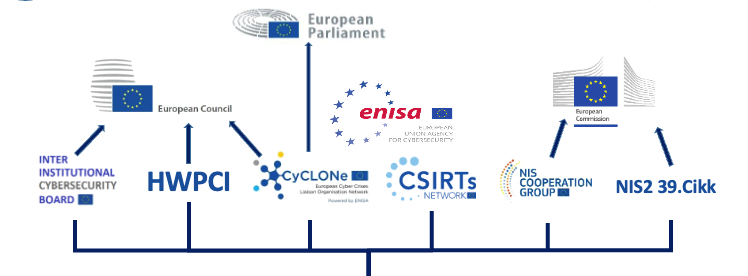 European
Parliament
European Council
enisa
EUROPEAN
UNION AGENCY
FOR CYBERSECURITY
European
Commission
INTER
INSTITUTIONAL
CYBERSECURITY
BOARD
HWPCI
CyCLONe
European Cyber Crises
Liaison Organisation Network
Powered by ENISA
CSIRTs
NETWORK
NIS
COOPERATION
GROUP
NIS2 39.Cikk